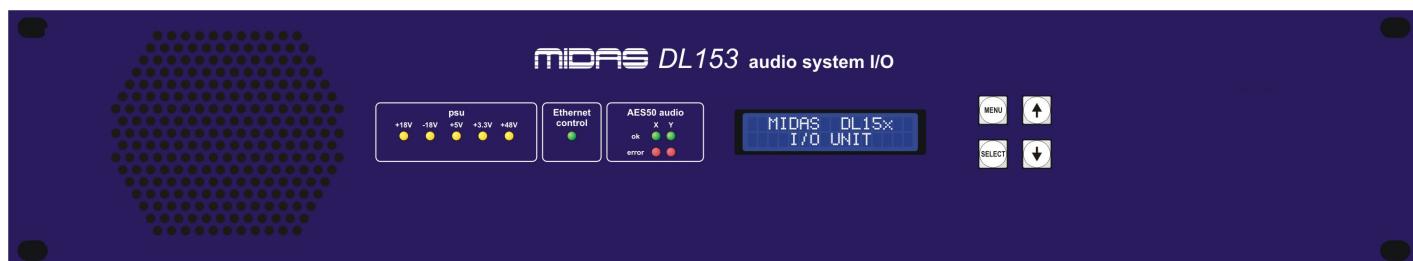 MIDAS DL153 audio system I/O
psu
+18V -18V +5V +3.3V +48V
Ethernet
control
AES50 audio
X Y
ok
error
MIDAS DL15x
I/O UNIT
MENU
SELECT